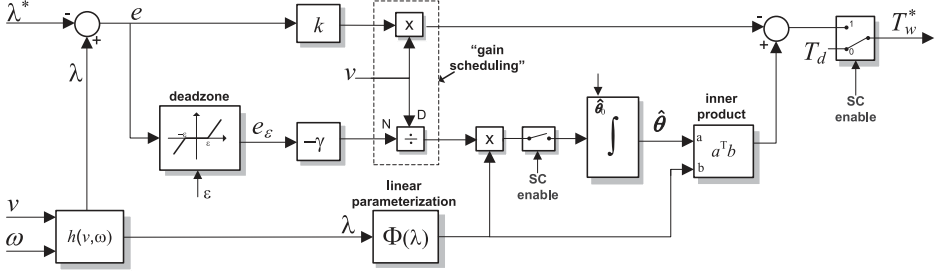 λ*
-
+
e
k
x
-
+
1
0
T_d
T_w*
SC
enable
λ
"gain
scheduling"
v
deadzone
-ε
ε
e_ε
-γ
N
D
÷
x
SC
enable
θ̂₀
∫
θ̂
inner
product
a
b
aᵀb
ε
v
ω
h(v,ω)
λ
linear
parameterization
Φ(λ)